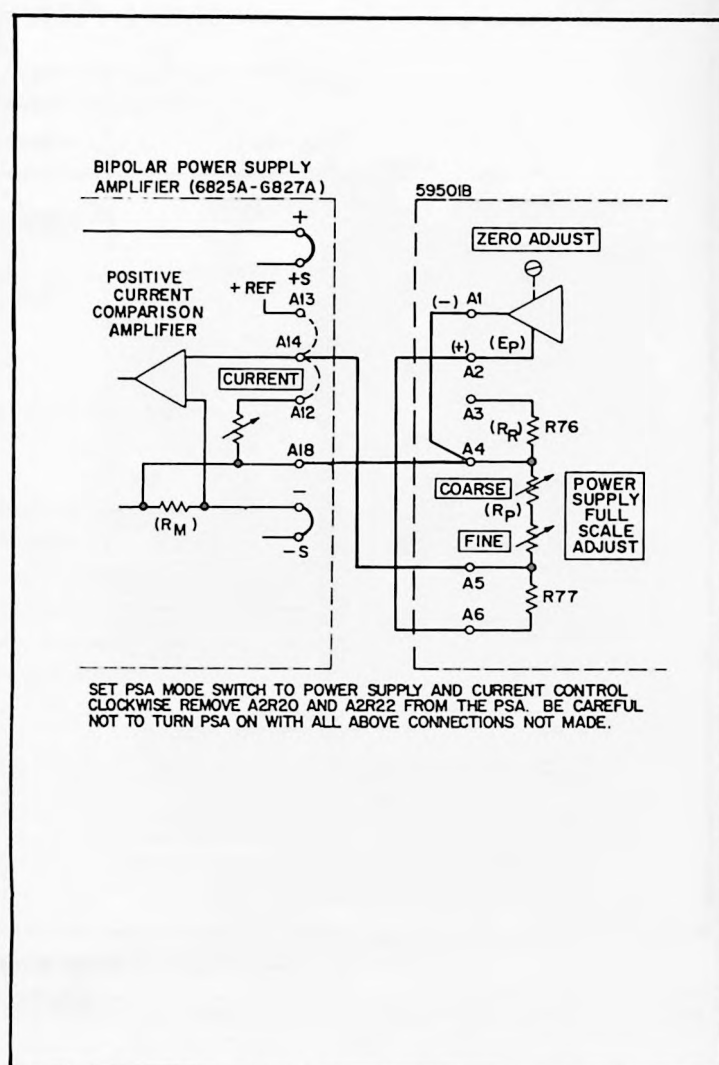 BIPOLAR POWER SUPPLY
AMPLIFIER (6825A-G827A)
59501B
+
+S
ZERO ADJUST
POSITIVE
CURRENT
COMPARISON
AMPLIFIER
+ REF
A13
(-) A1
A14
(+) (EP)
A2
CURRENT
A12
A3
(RR) R76
A18
A4
COARSE
(RP)
POWER
SUPPLY
FULL
SCALE
ADJUST
(RM)
-
-S
FINE
A5
R77
A6
SET PSA MODE SWITCH TO POWER SUPPLY AND CURRENT CONTROL
CLOCKWISE REMOVE A2R20 AND A2R22 FROM THE PSA. BE CAREFUL
NOT TO TURN PSA ON WITH ALL ABOVE CONNECTIONS NOT MADE.